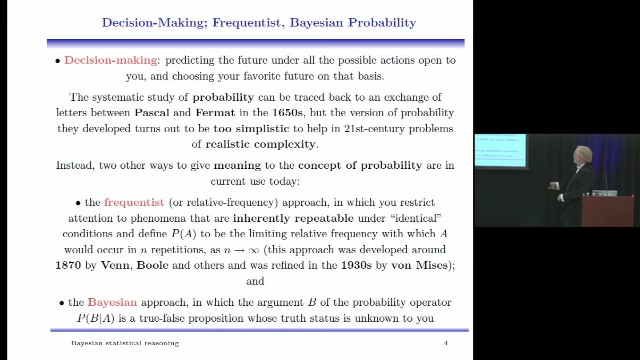 Decision-Making; Frequentist, Bayesian Probability
• Decision-making: predicting the future under all the possible actions open to
you, and choosing your favorite future on that basis.
The systematic study of probability can be traced back to an exchange of
letters between Pascal and Fermat in the 1650s, but the version of probability
they developed turns out to be too simplistic to help in 21st-century problems
of realistic complexity.
Instead, two other ways to give meaning to the concept of probability are in
current use today:
• the frequentist (or relative-frequency) approach, in which you restrict
attention to phenomena that are inherently repeatable under “identical”
conditions and define P(A) to be the limiting relative frequency with which A
would occur in n repetitions, as n → ∞ (this approach was developed around
1870 by Venn, Boole and others and was refined in the 1930s by von Mises);
and
• the Bayesian approach, in which the argument B of the probability operator
P(B|A) is a true-false proposition whose truth status is unknown to you
Bayesian statistical reasoning
4